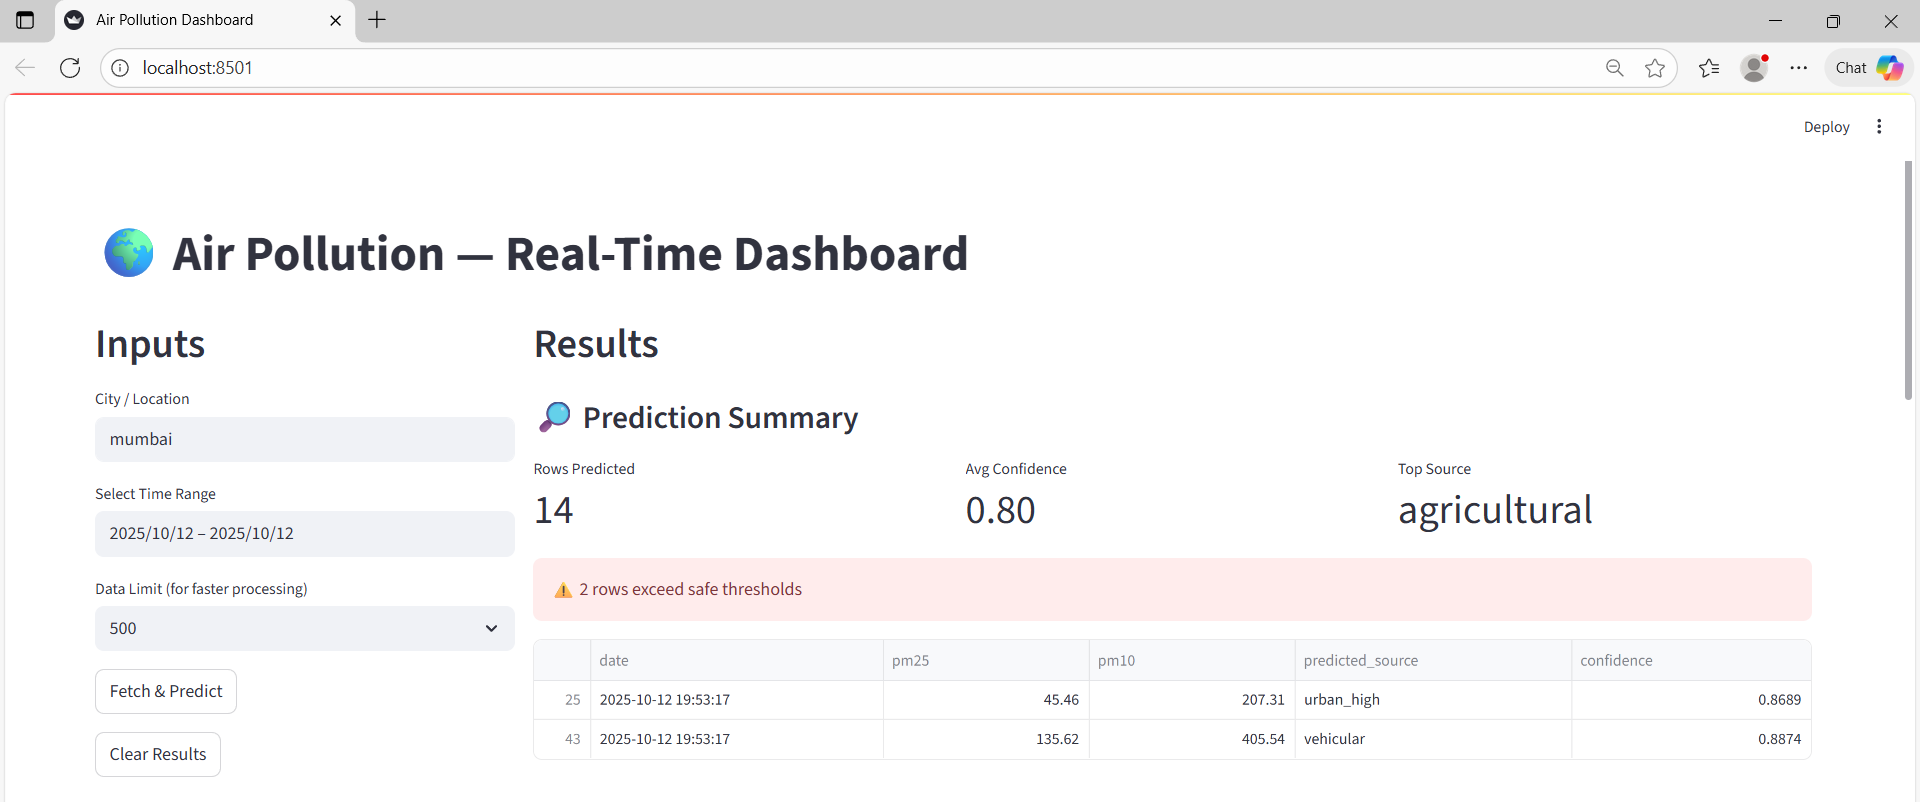 Air Pollution Dashboard
localhost:8501
Chat
Deploy
Air Pollution — Real-Time Dashboard
Inputs
City / Location
mumbai
Select Time Range
2025/10/12 – 2025/10/12
Data Limit (for faster processing)
500
Fetch & Predict
Clear Results
Results
Prediction Summary
Rows Predicted Avg Confidence Top Source
14 0.80 agricultural
2 rows exceed safe thresholds
date pm25 pm10 predicted_source confidence
25 2025-10-12 19:53:17 45.46 207.31 urban_high 0.8689
43 2025-10-12 19:53:17 135.62 405.54 vehicular 0.8874